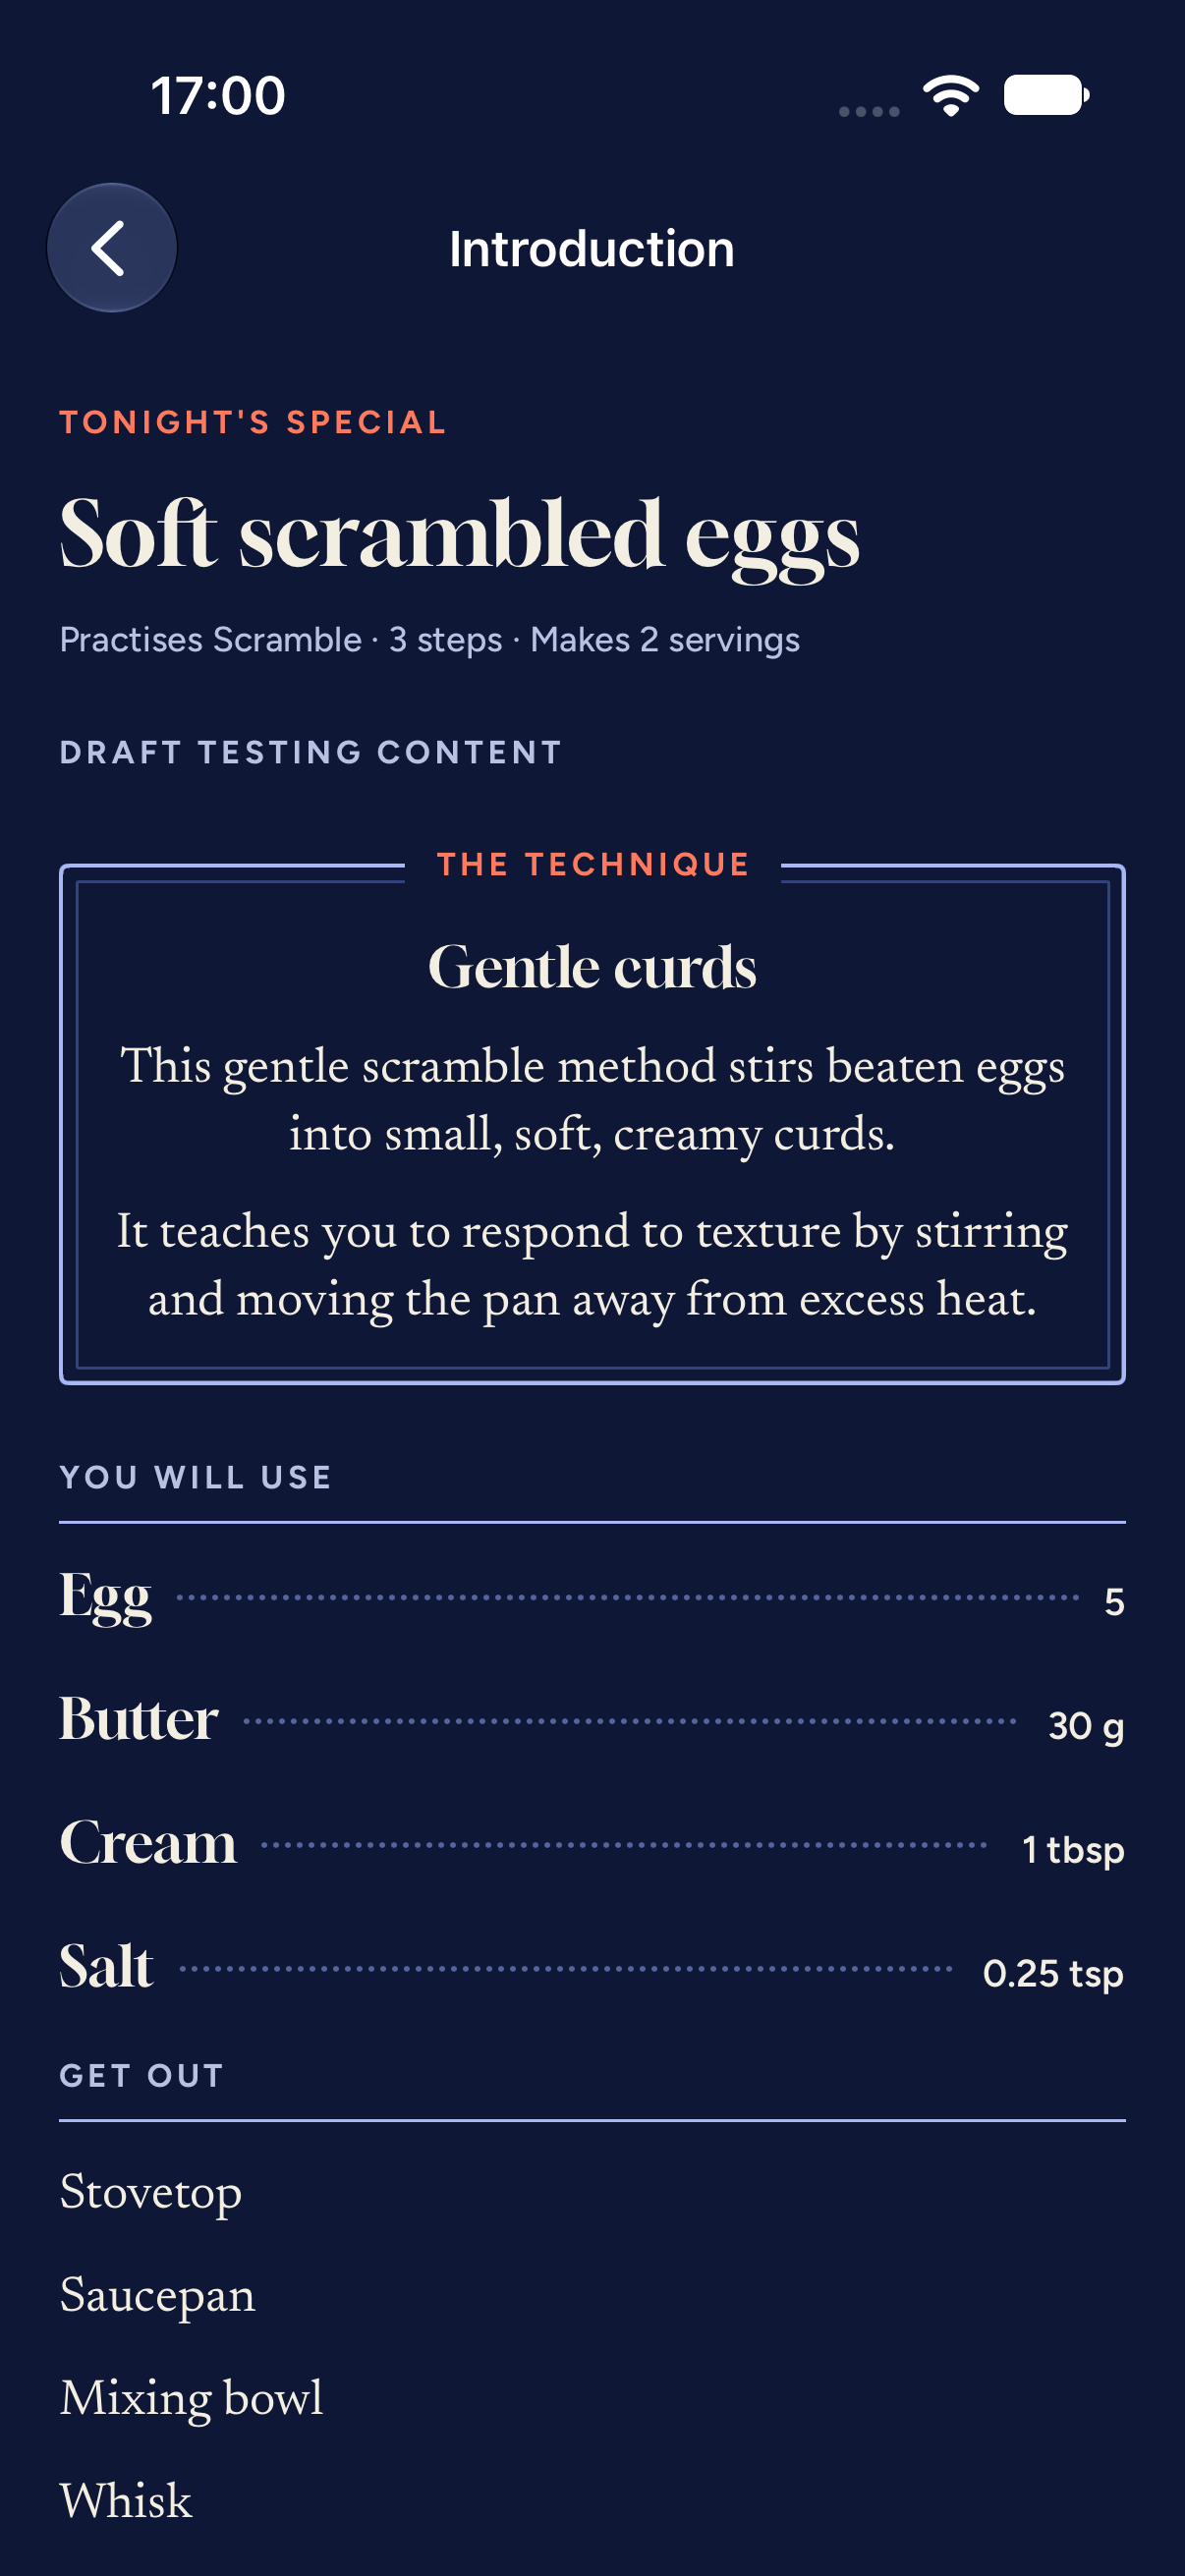 17:00
Introduction
TONIGHT'S SPECIAL
Soft scrambled eggs
Practises Scramble · 3 steps · Makes 2 servings
DRAFT TESTING CONTENT
THE TECHNIQUE
Gentle curds
This gentle scramble method stirs beaten eggs
into small, soft, creamy curds.
It teaches you to respond to texture by stirring
and moving the pan away from excess heat.
YOU WILL USE
Egg 5
Butter 30 g
Cream 1 tbsp
Salt 0.25 tsp
GET OUT
Stovetop
Saucepan
Mixing bowl
Whisk